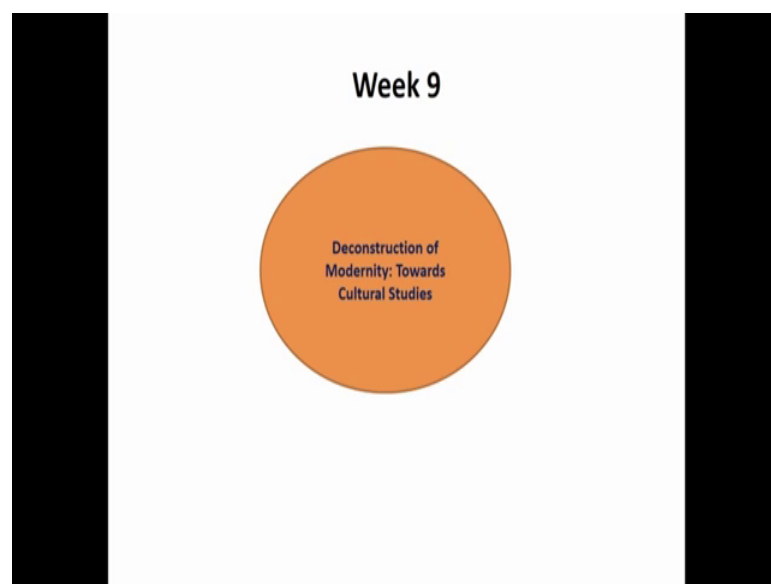 Week 9
Deconstruction of
Modernity: Towards
Cultural Studies